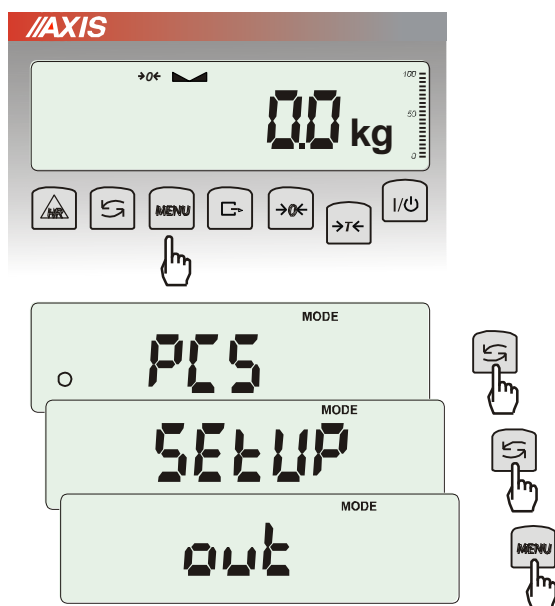 //AXIS
→0← 100
50
0
0.0 kg
HR MENU →0← →T← I/⏻
MODE
PCS
MODE
SEtUP
MODE
out
MENU